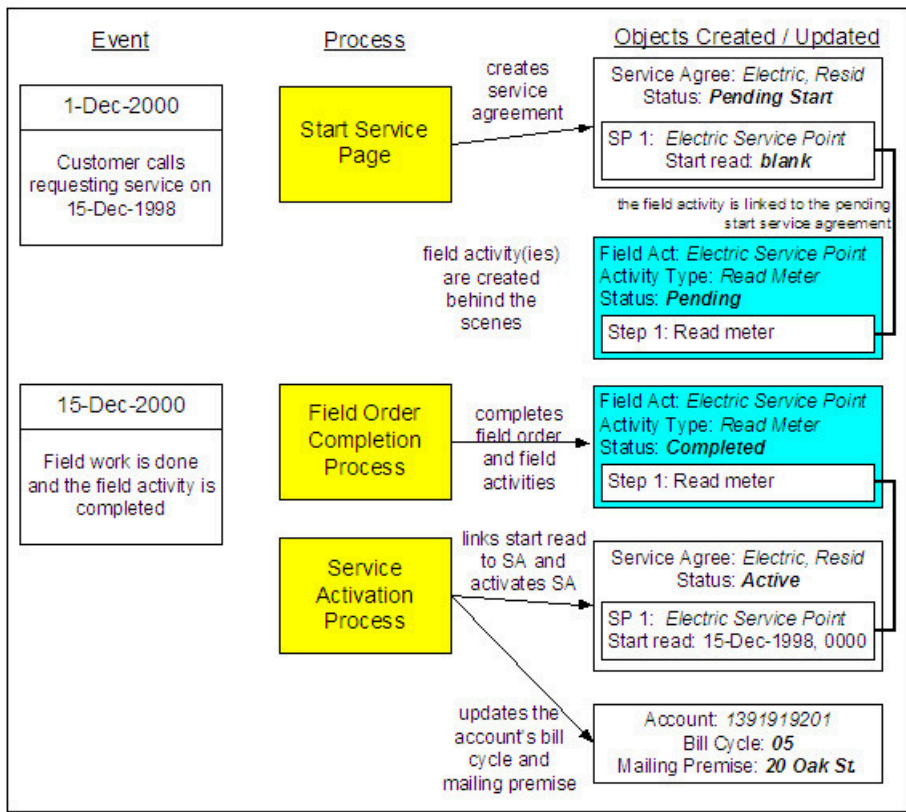 Event
Process
Objects Created / Updated
1-Dec-2000
Customer calls
requesting service on
15-Dec-1998
Start Service
Page
creates
service
agreement
Service Agree: Electric, Resid
Status: Pending Start
SP 1: Electric Service Point
Start read: blank
the field activity is linked to the pending
start service agreement
field activity(ies)
are created
behind the
scenes
Field Act: Electric Service Point
Activity Type: Read Meter
Status: Pending
Step 1: Read meter
15-Dec-2000
Field work is done
and the field activity is
completed
Field Order
Completion
Process
completes
field order
and field
activities
Field Act: Electric Service Point
Activity Type: Read Meter
Status: Completed
Step 1: Read meter
Service
Activation
Process
links start read
to SA and
activates SA
Service Agree: Electric, Resid
Status: Active
SP 1: Electric Service Point
Start read: 15-Dec-1998, 0000
updates the
account's bill
cycle and
mailing premise
Account: 1391919201
Bill Cycle: 05
Mailing Premise: 20 Oak St.